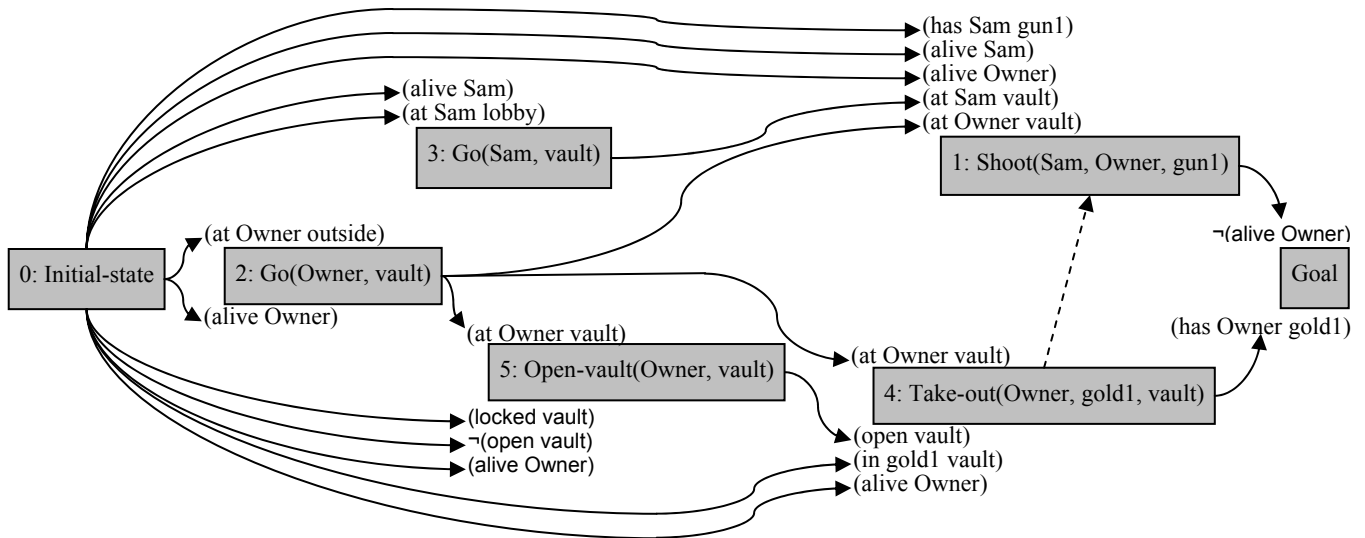 (has Sam gun1)
(alive Sam)
(alive Owner)
(alive Sam)
(at Sam vault)
(at Sam lobby)
(at Owner vault)
3: Go(Sam, vault)
1: Shoot(Sam, Owner, gun1)
(at Owner outside)
¬(alive Owner)
0: Initial-state
2: Go(Owner, vault)
Goal
(alive Owner)
(at Owner vault)
(has Owner gold1)
(at Owner vault)
5: Open-vault(Owner, vault)
4: Take-out(Owner, gold1, vault)
(locked vault)
¬(open vault)
(alive Owner)
(open vault)
(in gold1 vault)
(alive Owner)